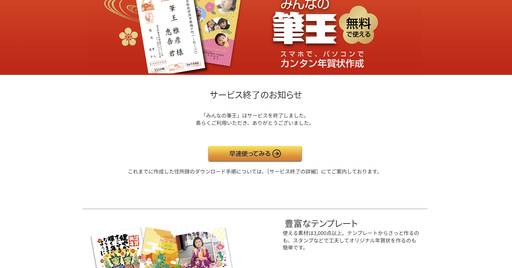 みんなの
筆王
無料
で使える
スマホで、パソコンで
カンタン年賀状作成
サービス終了のお知らせ
「みんなの筆王」はサービスを終了しました。
長らくご利用いただき、ありがとうございました。
早速使ってみる
これまでに作成した住所録のダウンロード手順については、[サービス終了の詳細] にてご案内しております。
豊富なテンプレート
使える素材は3,000点以上。テンプレートからさっと作るの
も、スタンプなどで工夫してオリジナル年賀状を作るのも
簡単です。